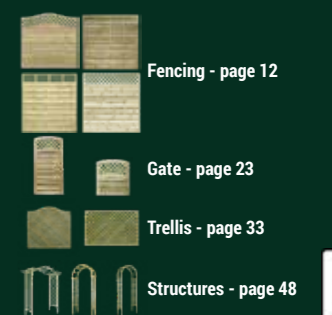 Fencing - page 12
Gate - page 23
Trellis - page 33
Structures - page 48